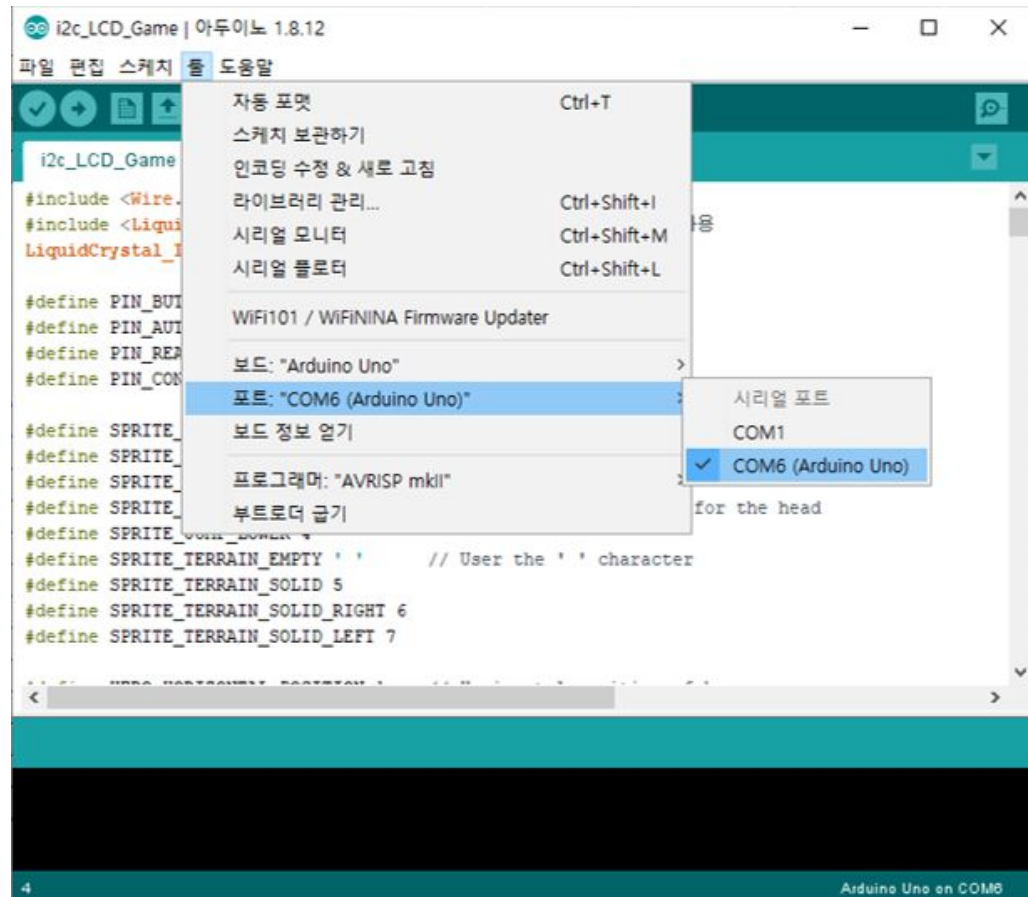 i2c_LCD_Game | 아두이노 1.8.12
파일 편집 스케치 툴 도움말
자동 포맷 Ctrl+T
스케치 보관하기
i2c_LCD_Game
인코딩 수정 & 새로 고침
#include <Wire.
라이브러리 관리... Ctrl+Shift+I
#include <Liqui
시리얼 모니터 Ctrl+Shift+M
용
LiquidCrystal_I
시리얼 플로터 Ctrl+Shift+L
#define PIN_BUT
WiFi101 / WiFiNINA Firmware Updater
#define PIN_AUT
#define PIN_REA
보드: "Arduino Uno"
#define PIN_CON
포트: "COM6 (Arduino Uno)"
시리얼 포트
보드 정보 얻기
COM1
COM6 (Arduino Uno)
#define SPRITE_
#define SPRITE_
#define SPRITE_
프로그래머: "AVRISP mkII"
#define SPRITE_ for the head
부트로더 굽기
#define
#define SPRITE_TERRAIN_EMPTY ' ' // User the ' ' character
#define SPRITE_TERRAIN_SOLID 5
#define SPRITE_TERRAIN_SOLID_RIGHT 6
#define SPRITE_TERRAIN_SOLID_LEFT 7
4 Arduino Uno on COM6